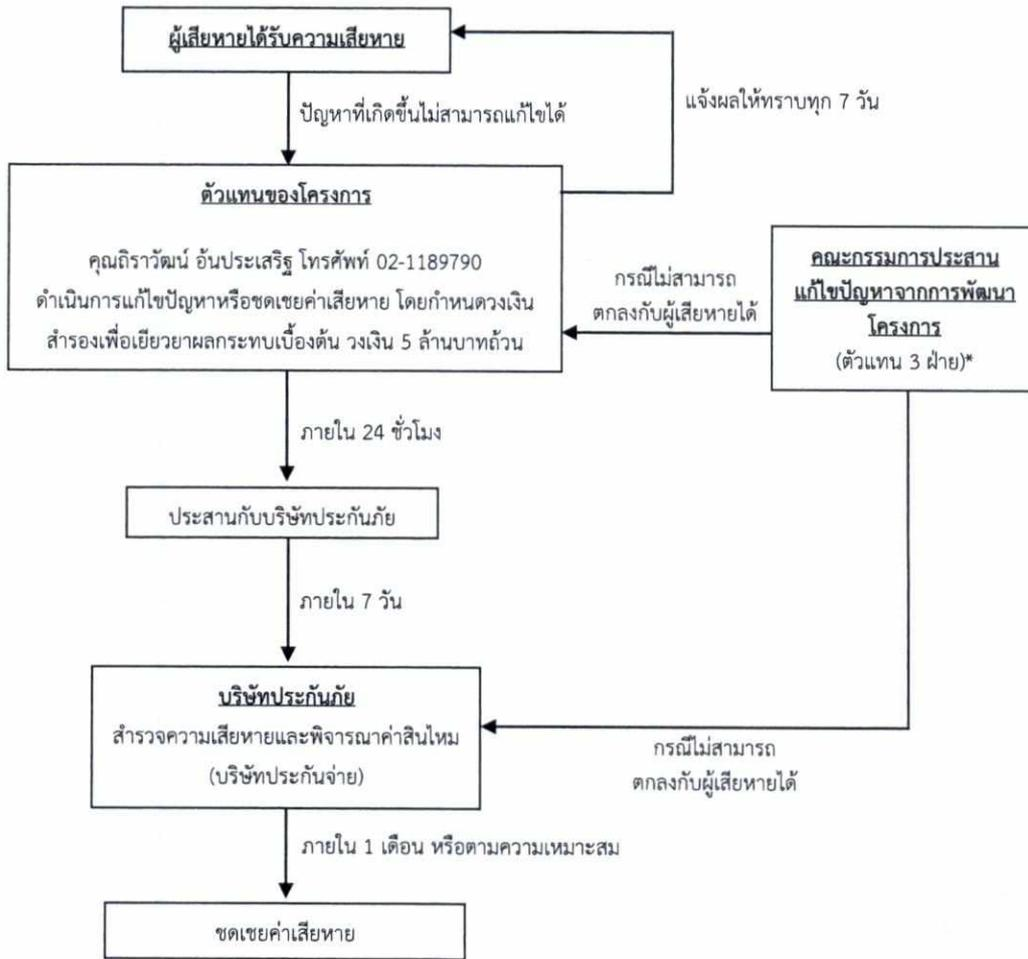 ผู้เสียหายได้รับความเสียหาย
แจ้งผลให้ทราบทุก 7 วัน
ปัญหาที่เกิดขึ้นไม่สามารถแก้ไขได้
ตัวแทนของโครงการ
คุณถิราวัฒน์ อ้นประเสริฐ โทรศัพท์ 02-1189790
ดำเนินการแก้ไขปัญหาหรือชดเชยค่าเสียหาย โดยกำหนดวงเงิน
สำรองเพื่อเยียวยาผลกระทบเบื้องต้น วงเงิน 5 ล้านบาทถ้วน
กรณีไม่สามารถ
ตกลงกับผู้เสียหายได้
คณะกรรมการประสาน
แก้ไขปัญหาจากการพัฒนา
โครงการ
(ตัวแทน 3 ฝ่าย)*
ภายใน 24 ชั่วโมง
ประสานกับบริษัทประกันภัย
ภายใน 7 วัน
บริษัทประกันภัย
สำรวจความเสียหายและพิจารณาค่าสินไหม
(บริษัทประกันจ่าย)
กรณีไม่สามารถ
ตกลงกับผู้เสียหายได้
ภายใน 1 เดือน หรือตามความเหมาะสม
ชดเชยค่าเสียหาย